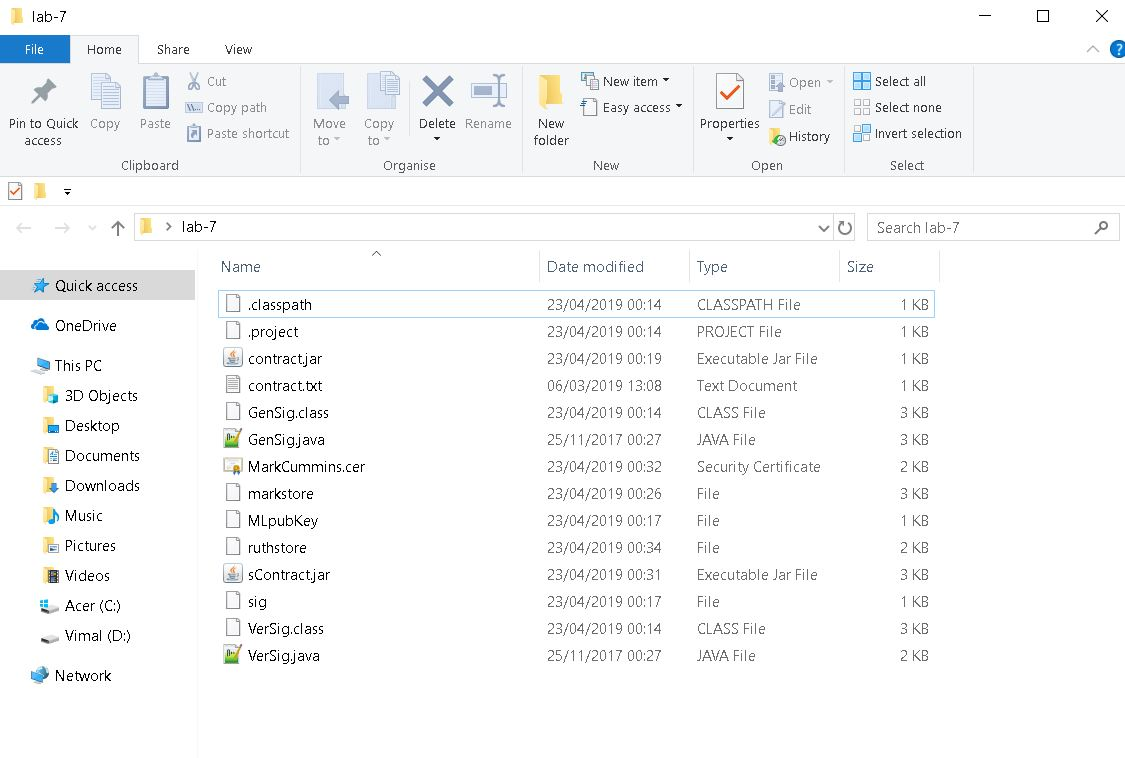 lab-7
File Home Share View
Pin to Quick access
Copy
Paste
Cut
Copy path
Paste shortcut
Clipboard
Move to
Copy to
Delete
Rename
Organise
New folder
New item
Easy access
New
Properties
Open
Edit
History
Open
Select all
Select none
Invert selection
Select
lab-7
Search lab-7
Quick access
OneDrive
This PC
3D Objects
Desktop
Documents
Downloads
Music
Pictures
Videos
Acer (C:)
Vimal (D:)
Network
Name Date modified Type Size
.classpath 23/04/2019 00:14 CLASSPATH File 1 KB
.project 23/04/2019 00:14 PROJECT File 1 KB
contract.jar 23/04/2019 00:19 Executable Jar File 1 KB
contract.txt 06/03/2019 13:08 Text Document 1 KB
GenSig.class 23/04/2019 00:14 CLASS File 3 KB
GenSig.java 25/11/2017 00:27 JAVA File 3 KB
MarkCummins.cer 23/04/2019 00:32 Security Certificate 2 KB
markstore 23/04/2019 00:26 File 3 KB
MLpubKey 23/04/2019 00:17 File 1 KB
ruthstore 23/04/2019 00:34 File 2 KB
sContract.jar 23/04/2019 00:31 Executable Jar File 3 KB
sig 23/04/2019 00:17 File 1 KB
VerSig.class 23/04/2019 00:14 CLASS File 3 KB
VerSig.java 25/11/2017 00:27 JAVA File 2 KB